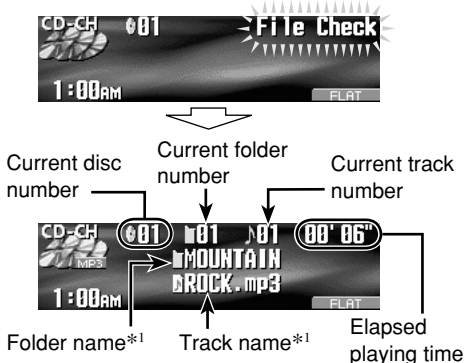 CD-CH 01 File Check
1:00AM FLAT
Current disc number
Current folder number
Current track number
CD-CH 01 01 01 00' 06"
MOUNTAIN
MP3
ROCK.mp3
1:00AM FLAT
Folder name*1
Track name*1
Elapsed playing time